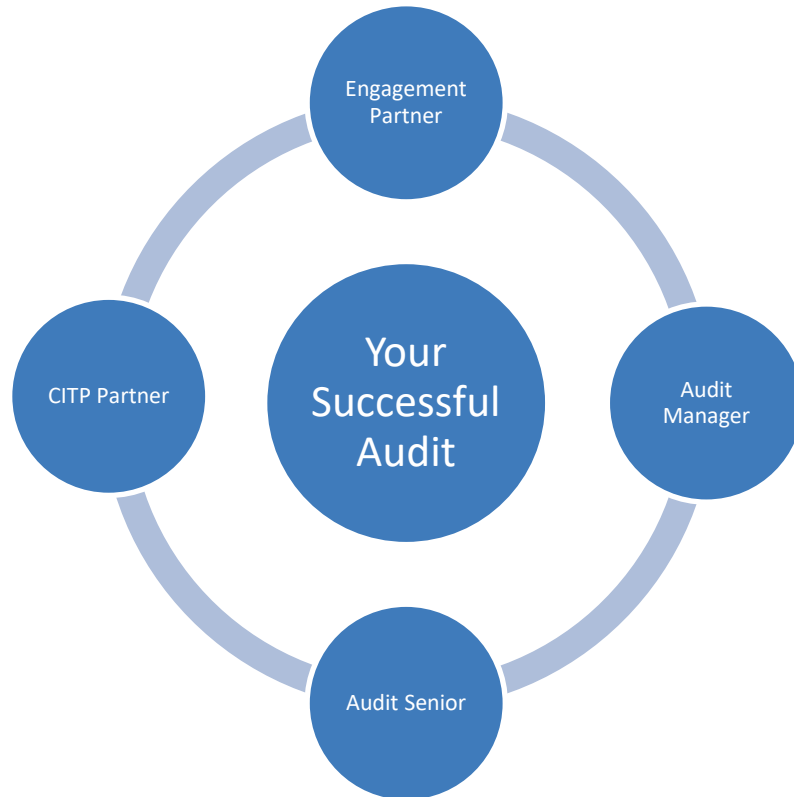 Engagement
Partner
CITP Partner
Your
Successful
Audit
Audit
Manager
Audit Senior